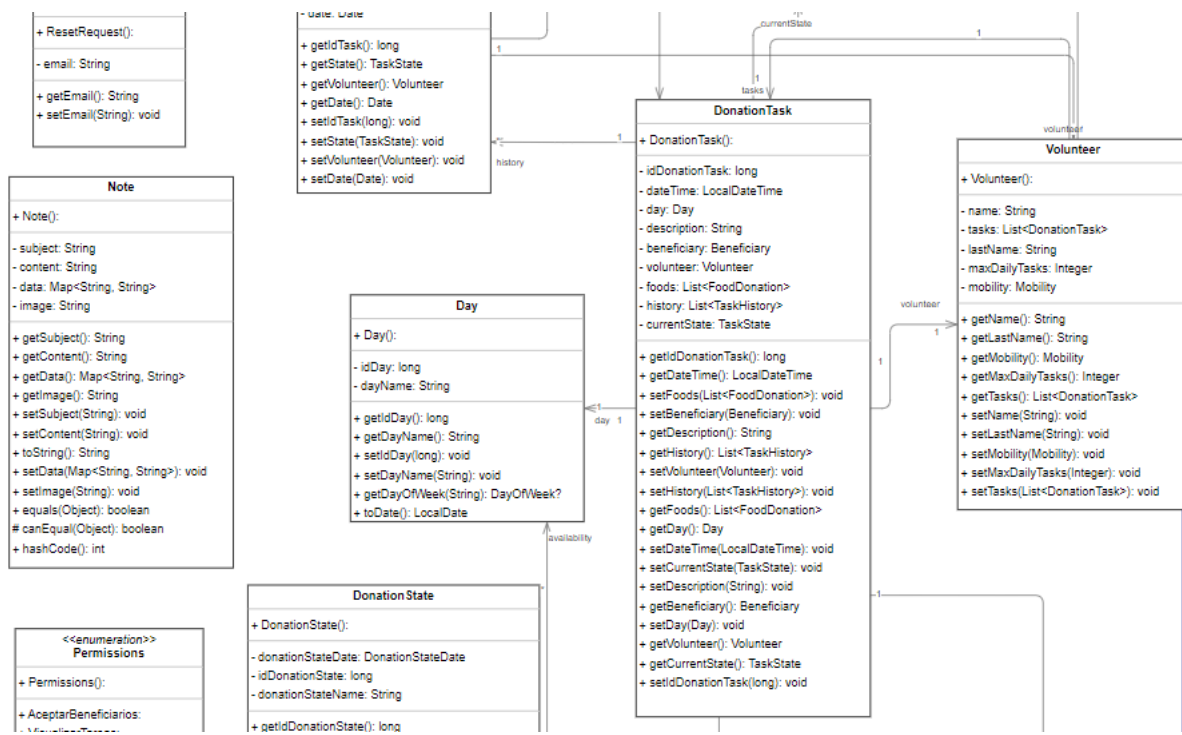 + ResetRequest():
- email: String
+ getEmail(): String
+ setEmail(String): void
- date: Date
+ getIdTask(): long
+ getState(): TaskState
+ getVolunteer(): Volunteer
+ getDate(): Date
+ setIdTask(long): void
+ setState(TaskState): void
+ setVolunteer(Volunteer): void
+ setDate(Date): void
1
1
history
currentState
1
tasks
1
volunteer
Note
+ Note():
- subject: String
- content: String
- data: Map<String, String>
- image: String
+ getSubject(): String
+ getContent(): String
+ getData(): Map<String, String>
+ getImage(): String
+ setSubject(String): void
+ setContent(String): void
+ toString(): String
+ setData(Map<String, String>): void
+ setImage(String): void
+ equals(Object): boolean
# canEqual(Object): boolean
+ hashCode(): int
Day
+ Day():
- idDay: long
- dayName: String
+ getIdDay(): long
+ getDayName(): String
+ setIdDay(long): void
+ setDayName(String): void
+ getDayOfWeek(String): DayOfWeek?
+ toDate(): LocalDate
1
day 1
availability
*
DonationTask
+ DonationTask():
- idDonationTask: long
- dateTime: LocalDateTime
- day: Day
- description: String
- beneficiary: Beneficiary
- volunteer: Volunteer
- foods: List<FoodDonation>
- history: List<TaskHistory>
- currentState: TaskState
+ getIdDonationTask(): long
+ getDateTime(): LocalDateTime
+ setFoods(List<FoodDonation>): void
+ setBeneficiary(Beneficiary): void
+ getDescription(): String
+ getHistory(): List<TaskHistory>
+ setVolunteer(Volunteer): void
+ setHistory(List<TaskHistory>): void
+ getFoods(): List<FoodDonation>
+ getDay(): Day
+ setDateTime(LocalDateTime): void
+ setCurrentState(TaskState): void
+ setDescription(String): void
+ getBeneficiary(): Beneficiary
+ setDay(Day): void
+ getVolunteer(): Volunteer
+ getCurrentState(): TaskState
+ setIdDonationTask(long): void
volunteer
1
1
1
Volunteer
+ Volunteer():
- name: String
- tasks: List<DonationTask>
- lastName: String
- maxDailyTasks: Integer
- mobility: Mobility
+ getName(): String
+ getLastName(): String
+ getMobility(): Mobility
+ getMaxDailyTasks(): Integer
+ getTasks(): List<DonationTask>
+ setName(String): void
+ setLastName(String): void
+ setMobility(Mobility): void
+ setMaxDailyTasks(Integer): void
+ setTasks(List<DonationTask>): void
Donation State
+ DonationState():
- donationStateDate: DonationStateDate
- idDonationState: long
- donationStateName: String
+ getIdDonationState(): long
<<enumeration>>
Permissions
+ Permissions():
+ AceptarBeneficiarios: